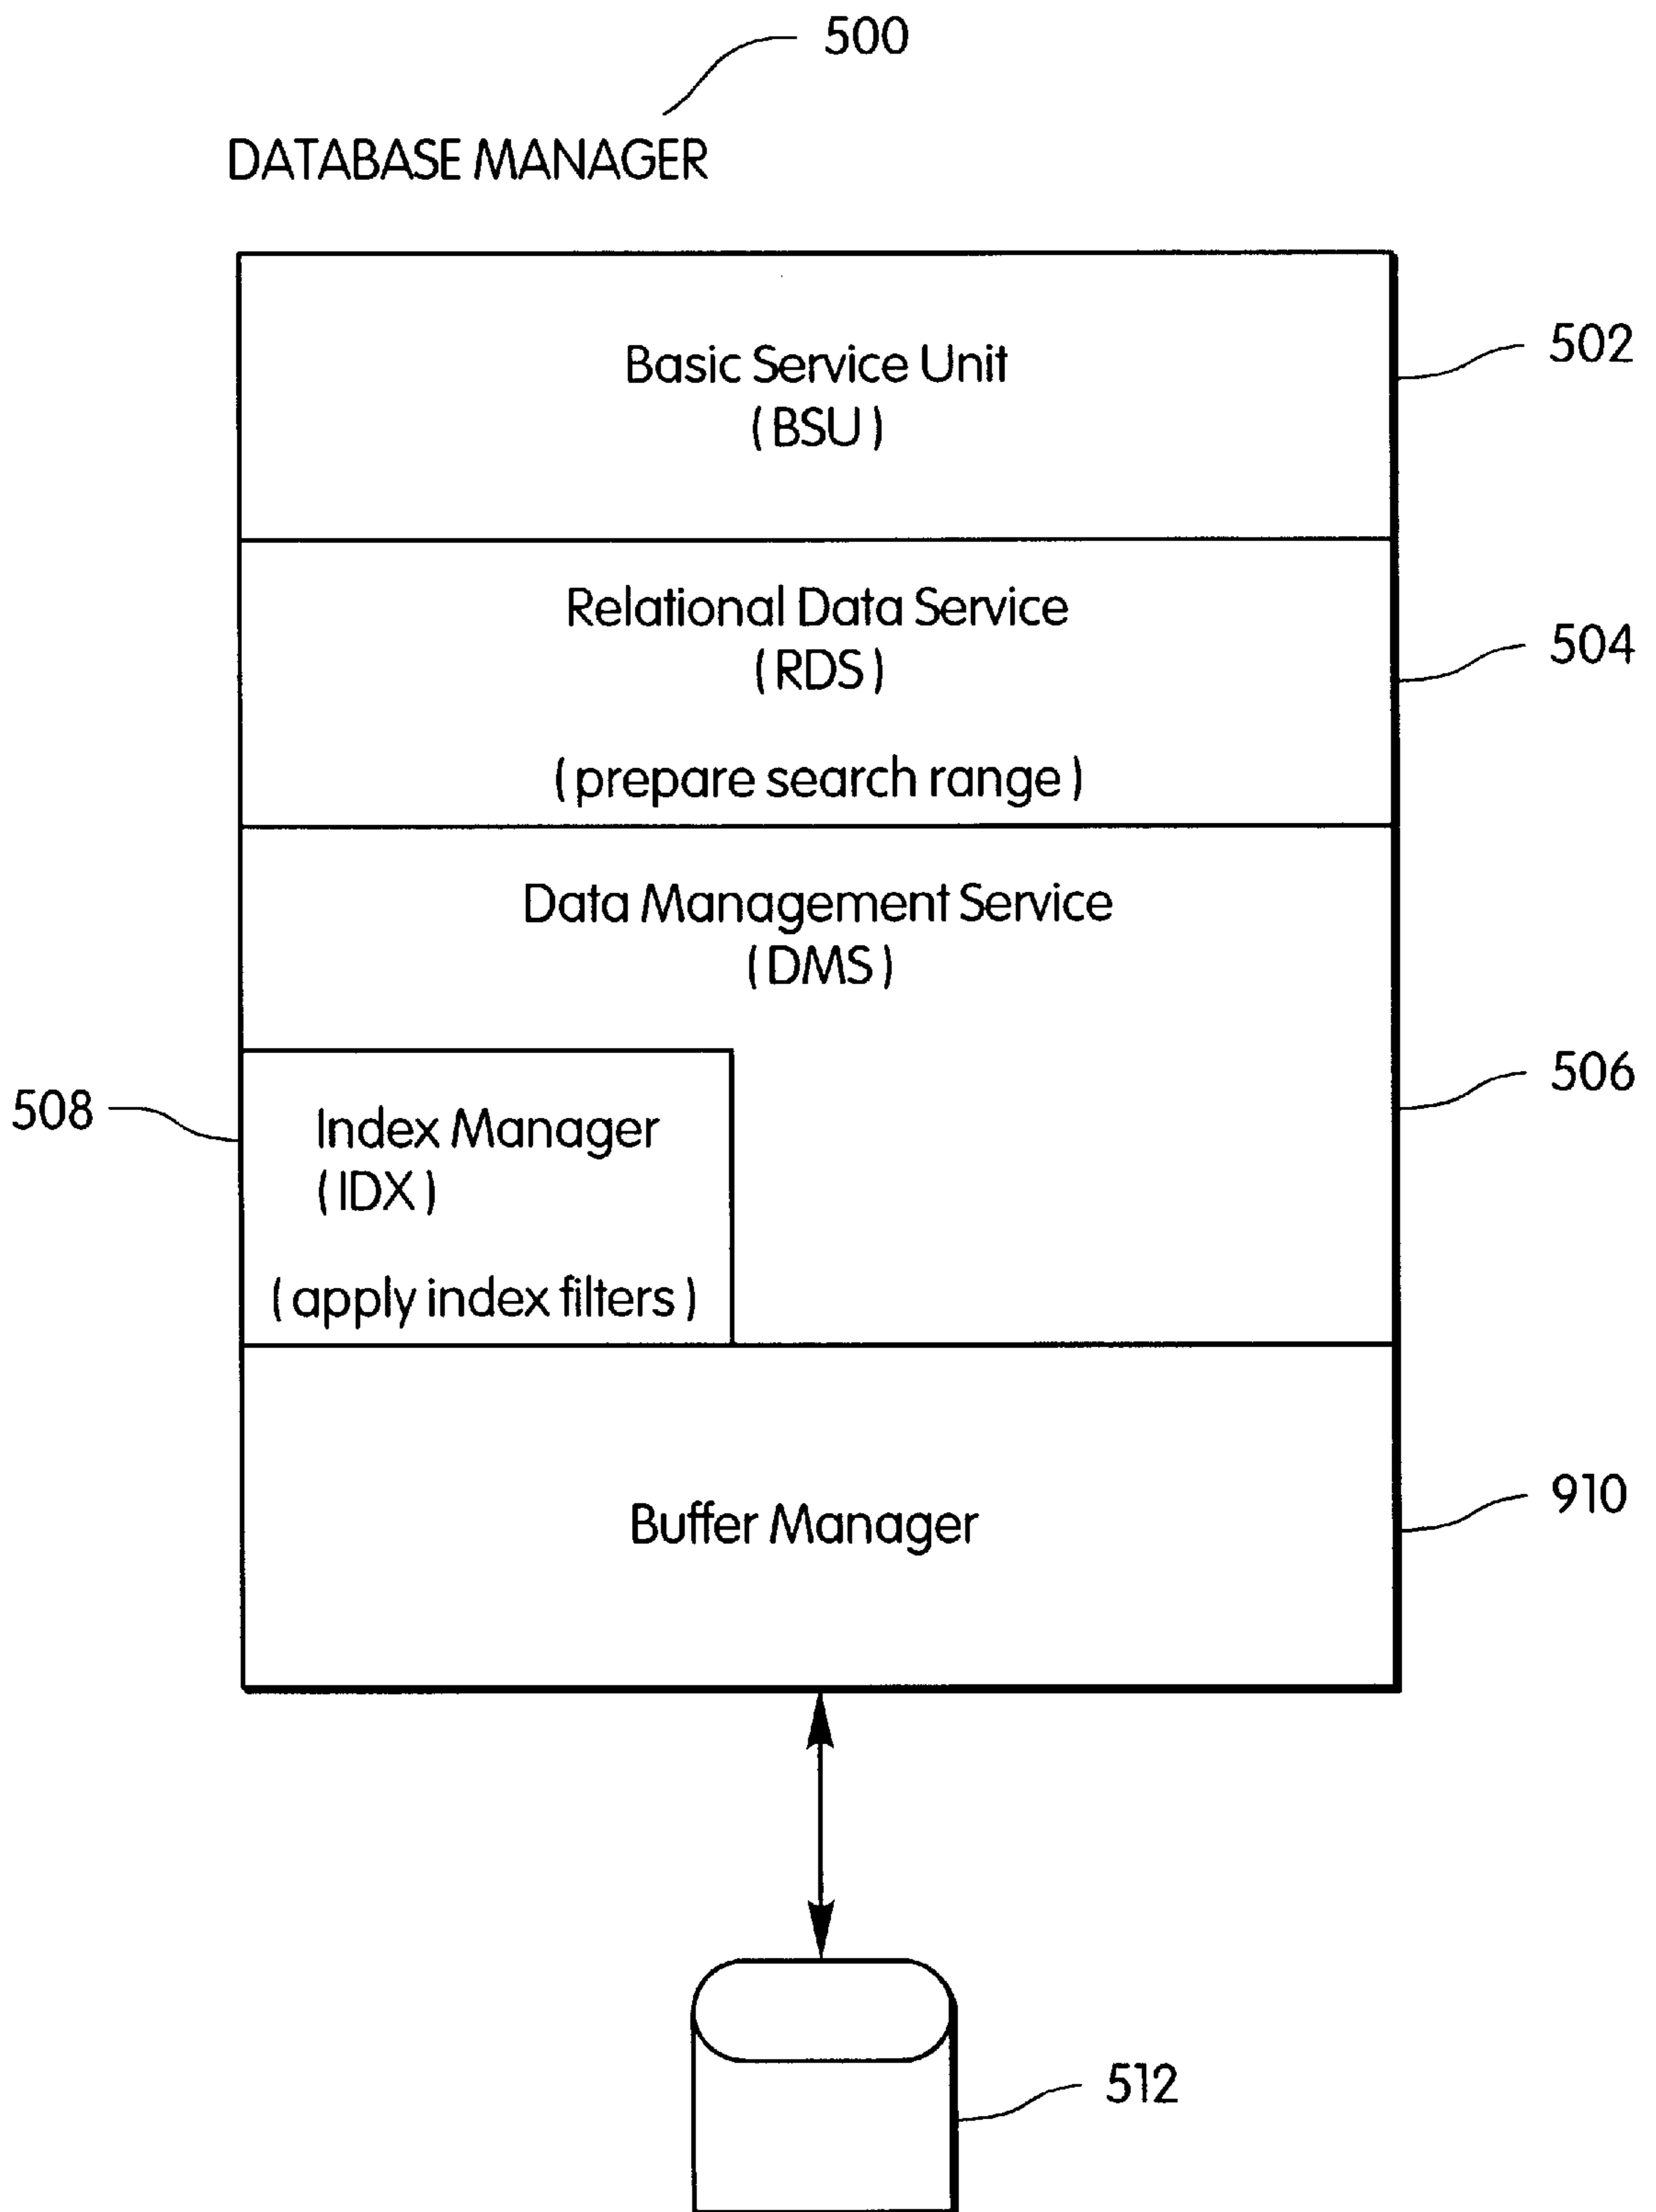 500
DATABASE MANAGER
Basic Service Unit
(BSU)
502
Relational Data Service
(RDS)
504
(prepare search range)
Data Management Service
(DMS)
506
508
Index Manager
(IDX)
(apply index filters)
Buffer Manager
910
512